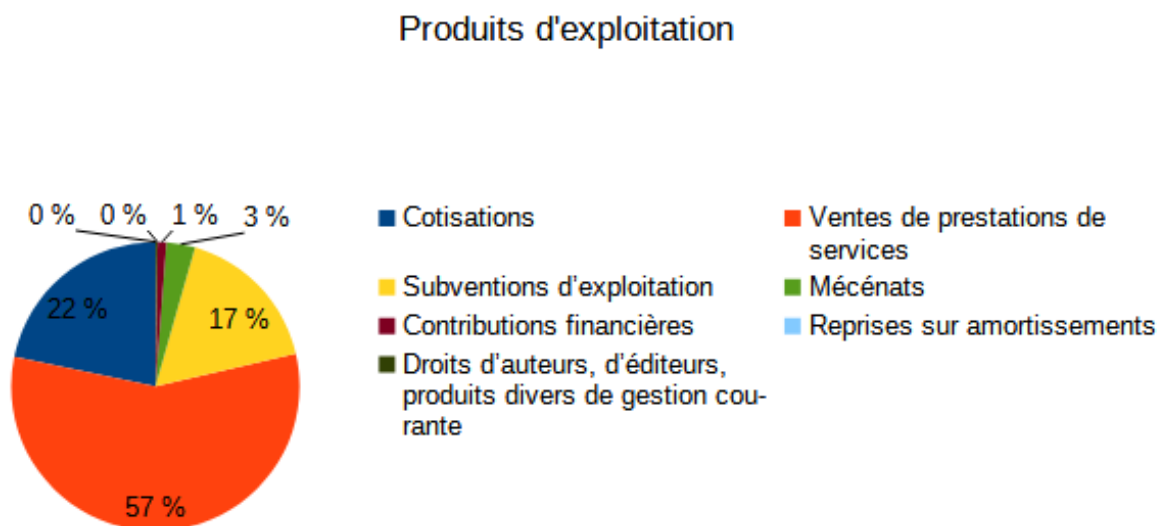 Produits d'exploitation
0 % 0 % 1 % 3 %
22 %
17 %
57 %
Cotisations
Ventes de prestations de
services
Subventions d’exploitation
Mécénats
Contributions financières
Reprises sur amortissements
Droits d’auteurs, d’éditeurs,
produits divers de gestion cou-
rante